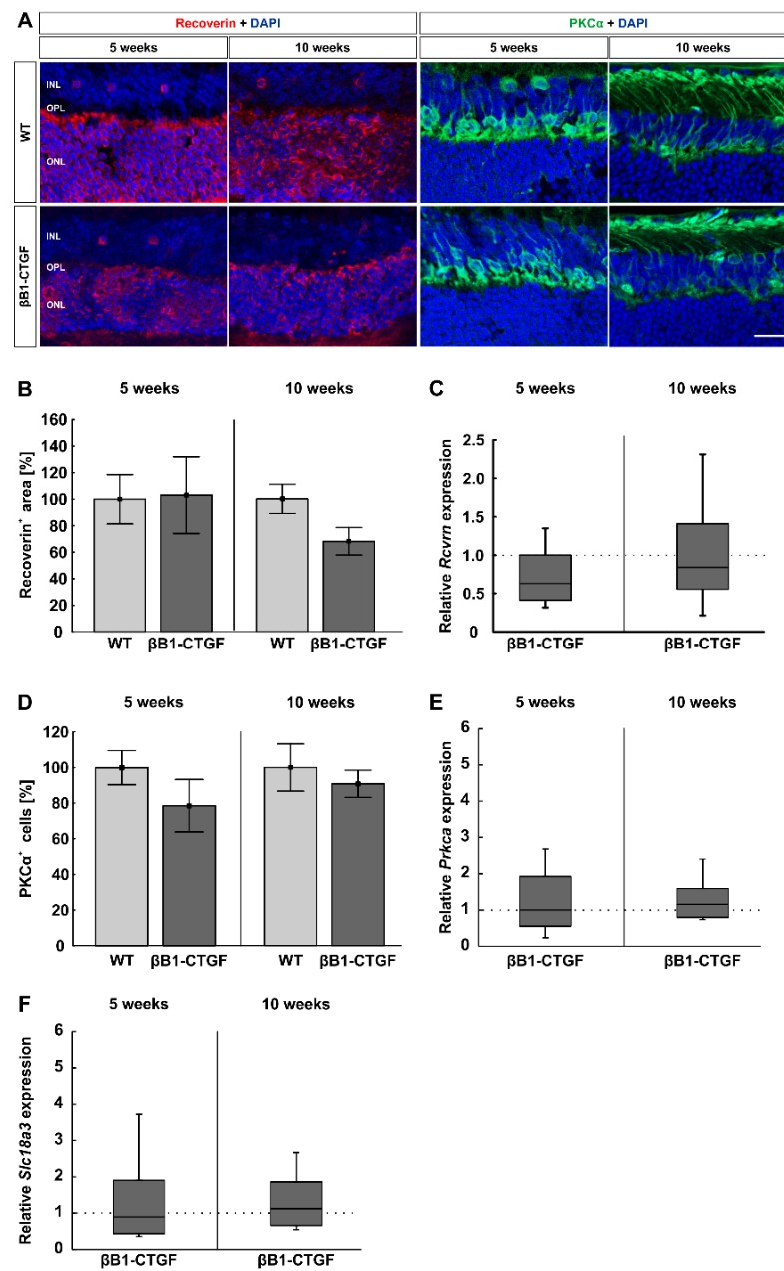 A
Recoverin + DAPI
PKCα + DAPI
5 weeks
10 weeks
5 weeks
10 weeks
WT
INL
OPL
ONL
βB1-CTGF
INL
OPL
ONL
B
5 weeks
10 weeks
Recoverin+ area [%]
160
140
120
100
80
60
40
20
0
WT
βB1-CTGF
WT
βB1-CTGF
C
5 weeks
10 weeks
Relative Rcvrn expression
2.5
2.0
1.5
1.0
0.5
0
βB1-CTGF
βB1-CTGF
D
5 weeks
10 weeks
PKCα+ cells [%]
120
100
80
60
40
20
0
WT
βB1-CTGF
WT
βB1-CTGF
E
5 weeks
10 weeks
Relative Prkca expression
6
5
4
3
2
1
0
βB1-CTGF
βB1-CTGF
F
5 weeks
10 weeks
Relative Slc18a3 expression
6
5
4
3
2
1
0
βB1-CTGF
βB1-CTGF